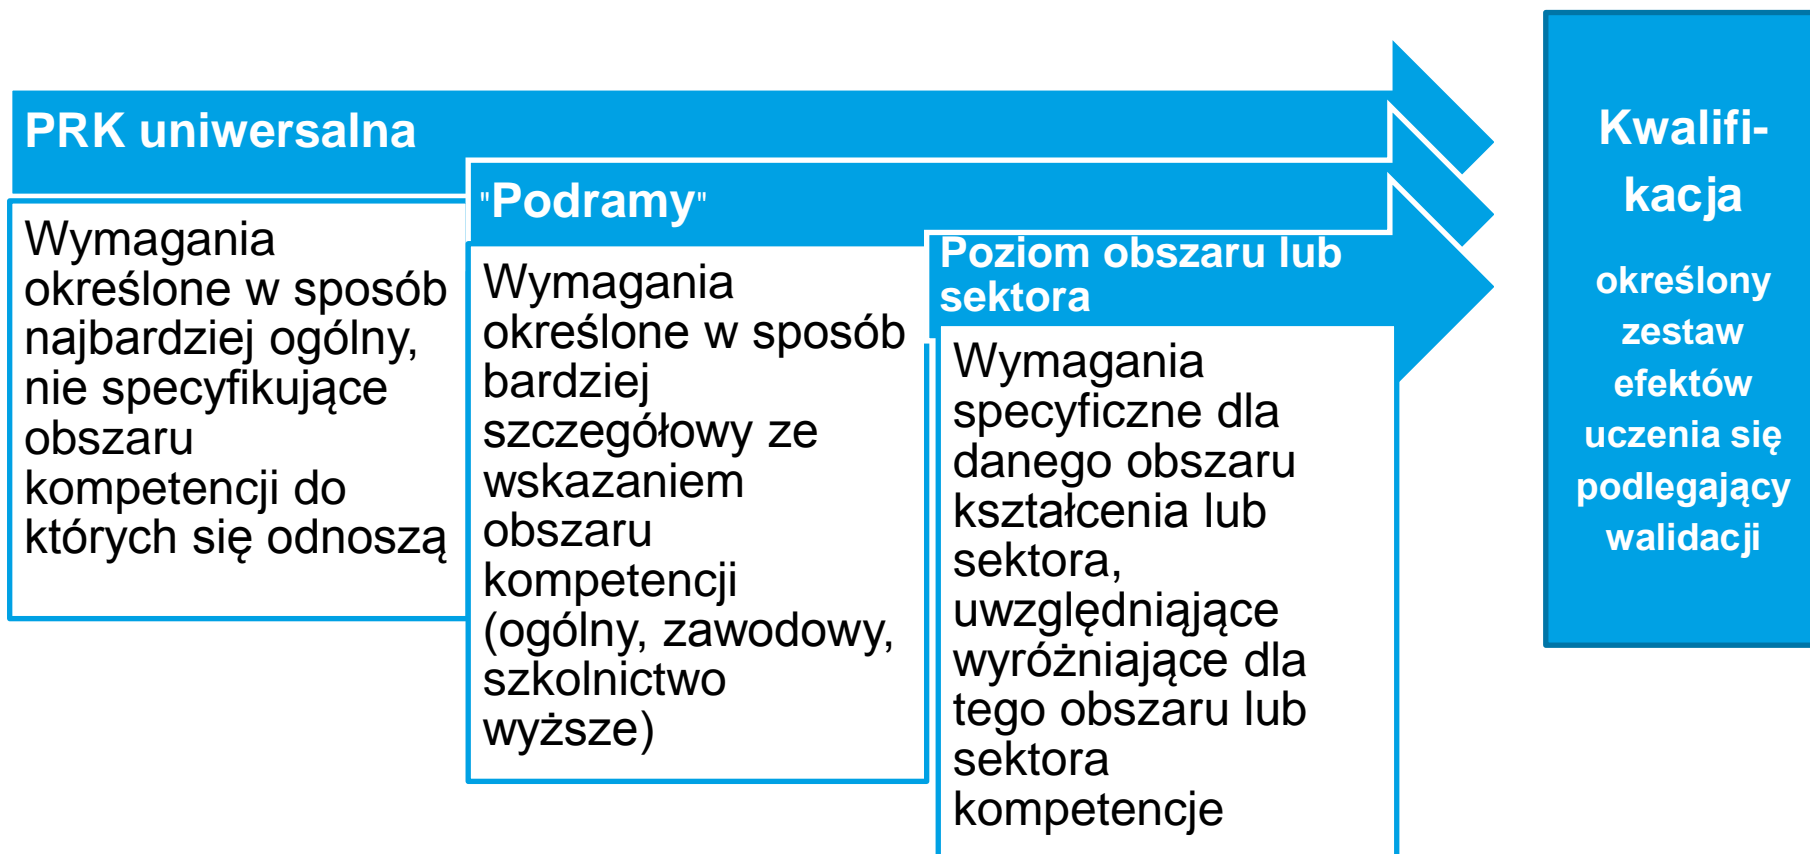 PRK uniwersalna
Wymagania
określone w sposób
najbardziej ogólny,
nie specyfikujące
obszaru
kompetencji do
których się odnoszą
"Podramy"
Wymagania
określone w sposób
bardziej
szczegółowy ze
wskazaniem
obszaru
kompetencji
(ogólny, zawodowy,
szkolnictwo
wyższe)
Poziom obszaru lub
sektora
Wymagania
specyficzne dla
danego obszaru
kształcenia lub
sektora,
uwzględniąjące
wyróżniające dla
tego obszaru lub
sektora
kompetencje
Kwalifi-
kacja
określony
zestaw
efektów
uczenia się
podlegający
walidacji